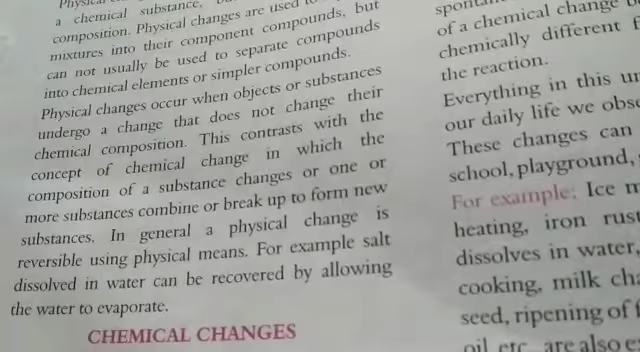 a chemical substance,
composition. Physical changes are used
mixtures into their component compounds, but
can not usually be used to separate compounds
into chemical elements or simpler compounds.
Physical changes occur when objects or substances
undergo a change that does not change their
chemical composition. This contrasts with the
concept of chemical change in which the
composition of a substance changes or one or
more substances combine or break up to form new
substances. In general a physical change is
reversible using physical means. For example salt
dissolved in water can be recovered by allowing
the water to evaporate.
CHEMICAL CHANGES
of a chemical change
chemically different
the reaction.
Everything in this
our daily life we
These changes can
school, playground,
For example: Ice
heating, iron
dissolves in water,
cooking, milk
seed, ripening of
oil etc. are also